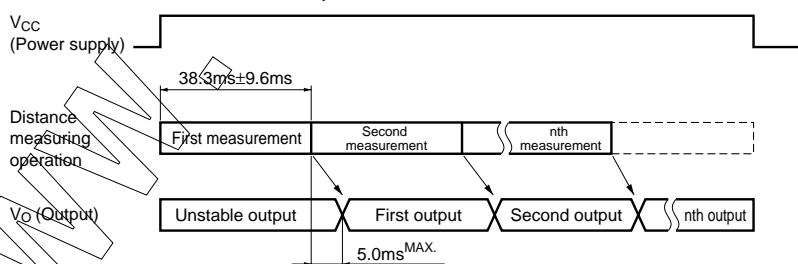 VCC
(Power supply)
38.3ms±9.6ms
Distance
measuring
operation
First measurement
Second
measurement
nth
measurement
VO (Output)
Unstable output
First output
Second output
nth output
5.0ms MAX.